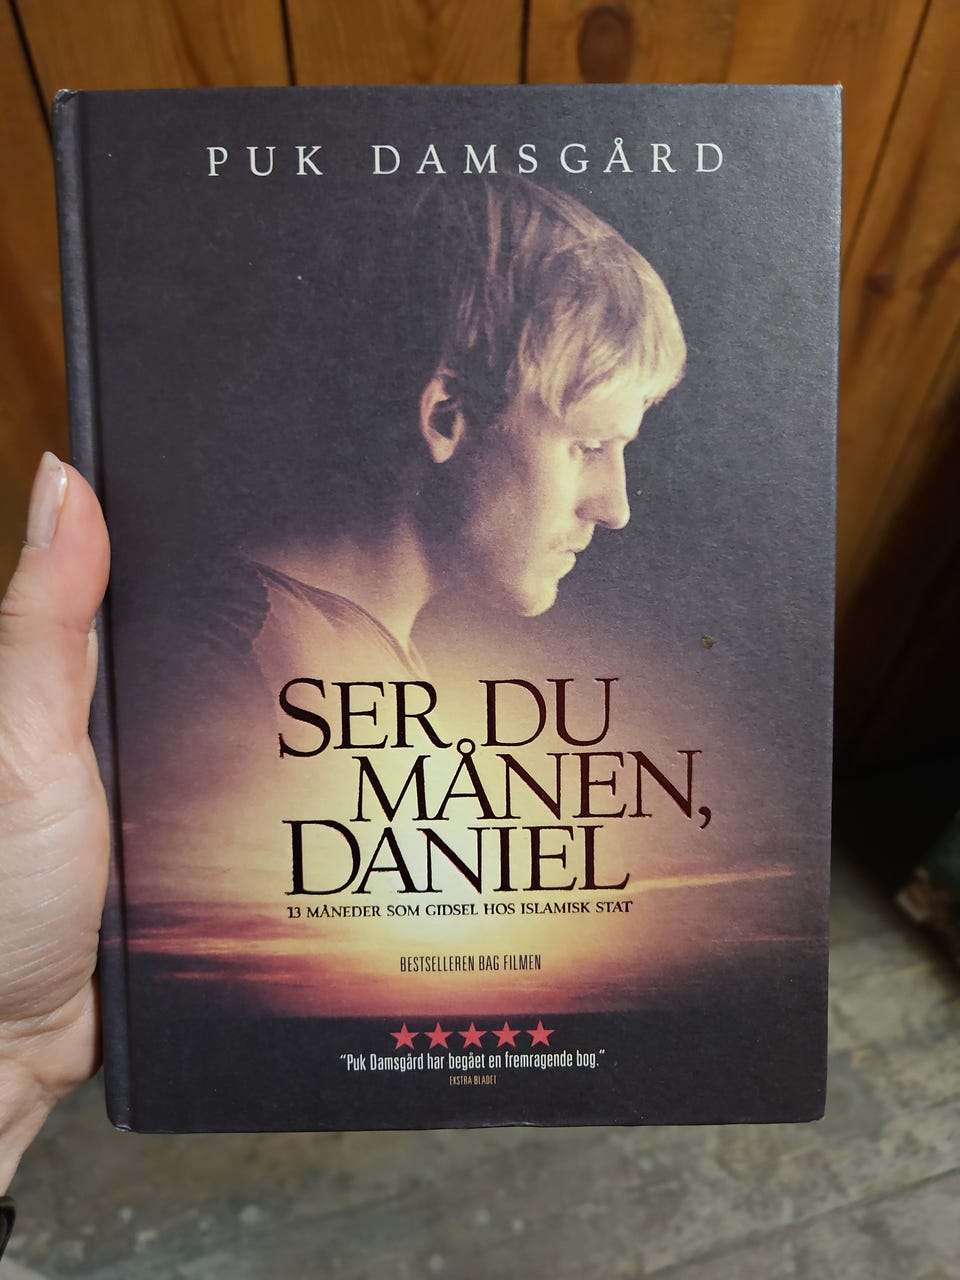 PUK DAMSGÅRD
SER DU
MÅNEN,
DANIEL
13 MÅNEDER SOM GIDSEL HOS ISLAMISK STAT
BESTSELLEREN BAG FILMEN
“Puk Damsgård har begået en fremragende bog.”
EKSTRA BLADET